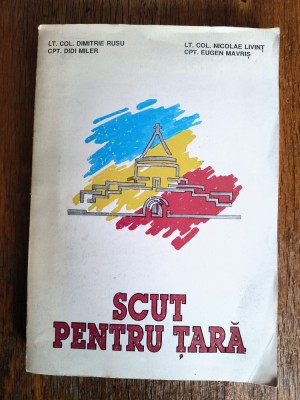 LT. COL. DIMITRIE RUSU
CPT. DIDI MILER
LT. COL. NICOLAE LIVINȚ
CPT. EUGEN MAVRIȘ
SCUT
PENTRU ȚARĂ